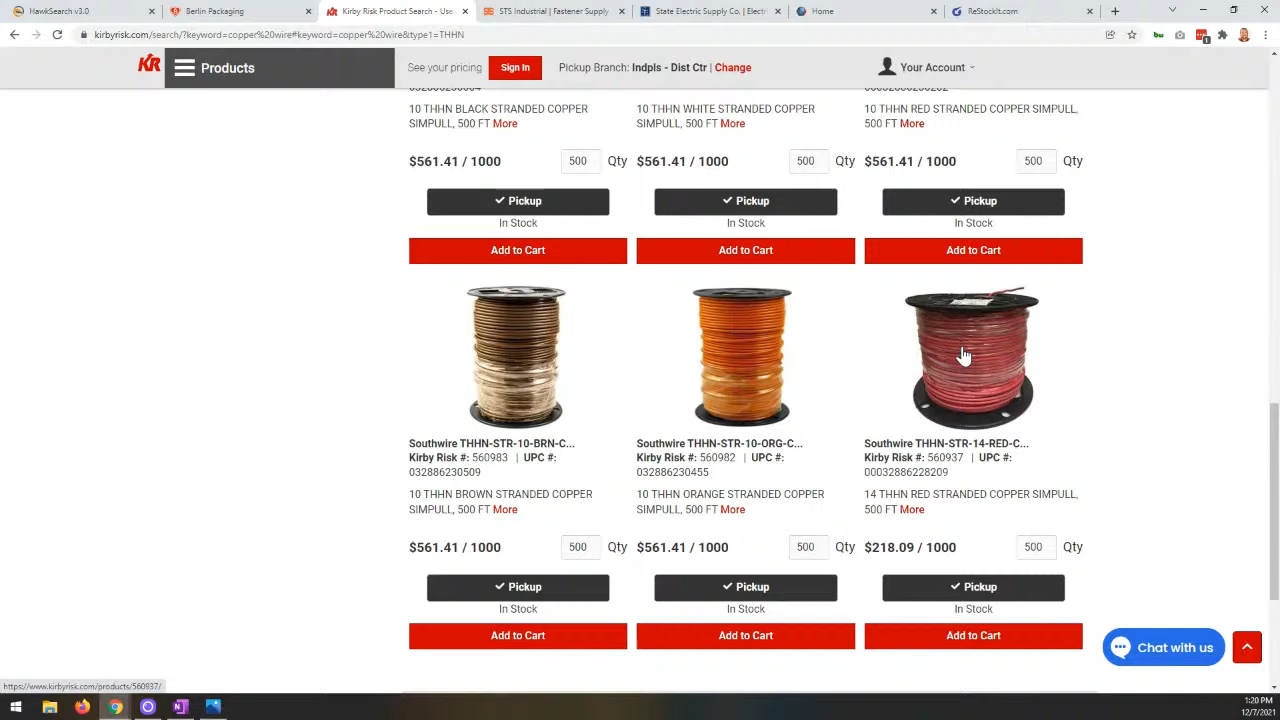 HawkSearch v3.0
Berlin Packaging
Kirby Risk Product Search - Use
STS Industrial | Fastener Supply
State Electric Supply Co. | Electri
Home
ReStockIt.com
kirbyrisk.com/search/?keyword=copper%20wire#keyword=copper%20wire&type1=THHN
KR
Products
See your pricing
Sign In
Pickup Branch: Indpls - Dist Ctr | Change
Your Account
10 THHN BLACK STRANDED COPPER
SIMPULL, 500 FT More
10 THHN WHITE STRANDED COPPER
SIMPULL, 500 FT More
10 THHN RED STRANDED COPPER SIMPULL,
500 FT More
$561.41 / 1000 500 Qty
$561.41 / 1000 500 Qty
$561.41 / 1000 500 Qty
Pickup
Pickup
Pickup
In Stock
In Stock
In Stock
Add to Cart
Add to Cart
Add to Cart
Southwire THHN-STR-10-BRN-C...
Kirby Risk #: 560983 | UPC #:
032886230509
10 THHN BROWN STRANDED COPPER
SIMPULL, 500 FT More
Southwire THHN-STR-10-ORG-C...
Kirby Risk #: 560982 | UPC #:
032886230455
10 THHN ORANGE STRANDED COPPER
SIMPULL, 500 FT More
Southwire THHN-STR-14-RED-C...
Kirby Risk #: 560937 | UPC #:
00032886228209
14 THHN RED STRANDED COPPER SIMPULL,
500 FT More
$561.41 / 1000 500 Qty
$561.41 / 1000 500 Qty
$218.09 / 1000 500 Qty
Pickup
Pickup
Pickup
In Stock
In Stock
In Stock
Add to Cart
Add to Cart
Add to Cart
Chat with us
https://www.kirbyrisk.com/products/560937/
1:20 PM
12/7/2021